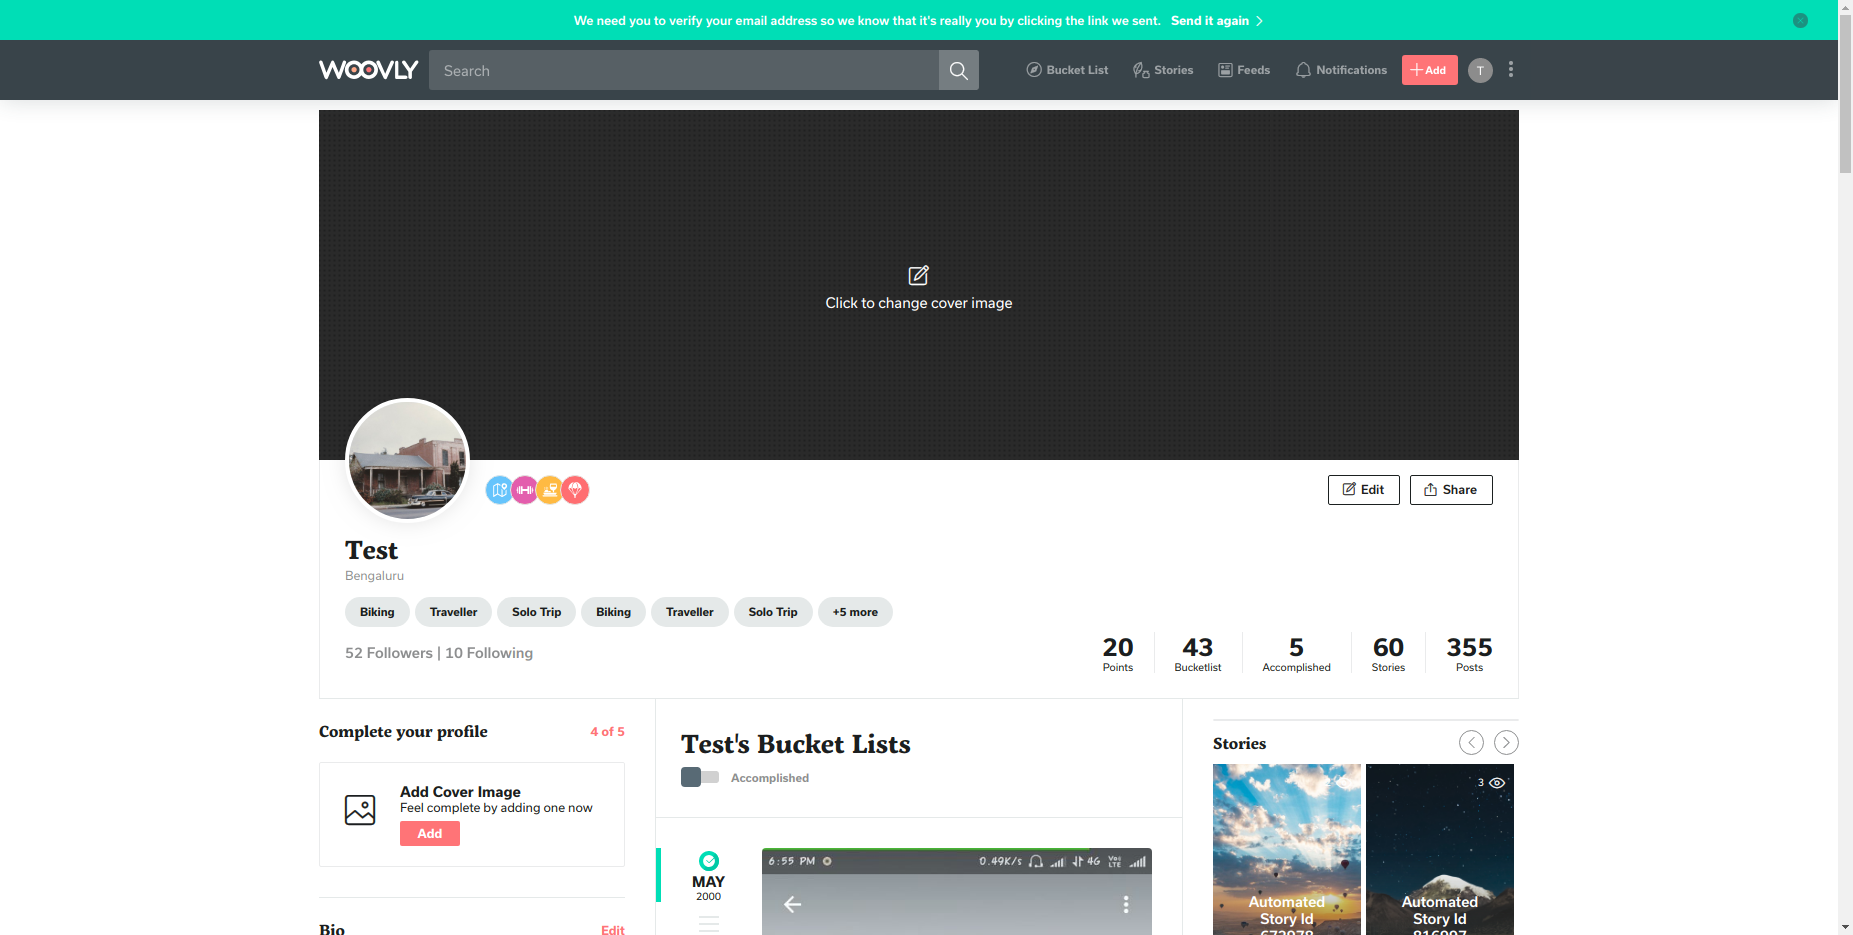 We need you to verify your email address so we know that it's really you by clicking the link we sent. Send it again
WOOVLY
Search
Bucket List
Stories
Feeds
Notifications
Add
T
Click to change cover image
Edit
Share
Test
Bengaluru
Biking
Traveller
Solo Trip
Biking
Traveller
Solo Trip
+5 more
52 Followers | 10 Following
20
Points
43
Bucketlist
5
Accomplished
60
Stories
355
Posts
Complete your profile
4 of 5
Add Cover Image
Feel complete by adding one now
Add
Bio
Edit
Test's Bucket Lists
Accomplished
MAY
2000
6:55 PM
0.49K/s
4G
Vo
LTE
Stories
3
Automated
Story Id
Automated
Story Id